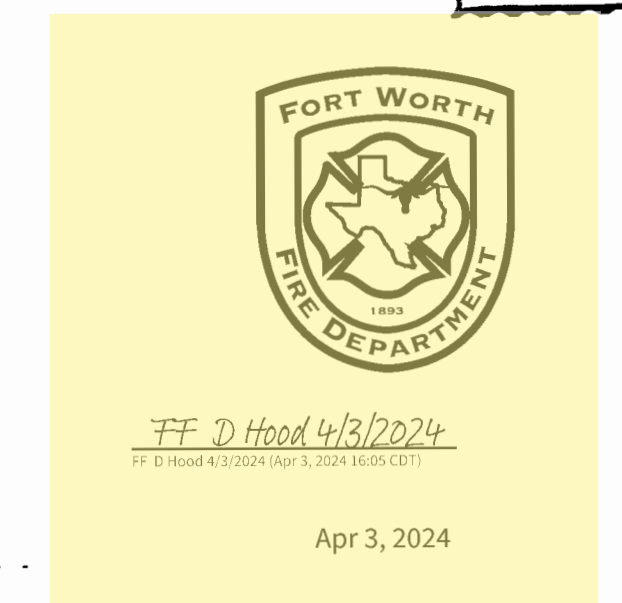 FORT WORTH
1893
FIRE DEPARTMENT
FF D Hood 4/3/2024
FF D Hood 4/3/2024 (Apr 3, 2024 16:05 CDT)
Apr 3, 2024